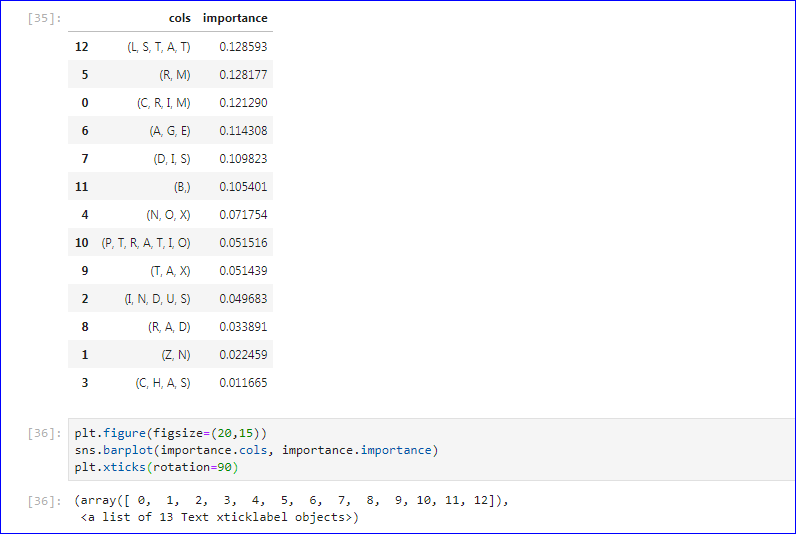 [35]: cols importance
12 (L, S, T, A, T) 0.128593
5 (R, M) 0.128177
0 (C, R, I, M) 0.121290
6 (A, G, E) 0.114308
7 (D, I, S) 0.109823
11 (B,) 0.105401
4 (N, O, X) 0.071754
10 (P, T, R, A, T, I, O) 0.051516
9 (T, A, X) 0.051439
2 (I, N, D, U, S) 0.049683
8 (R, A, D) 0.033891
1 (Z, N) 0.022459
3 (C, H, A, S) 0.011665
[36]: plt.figure(figsize=(20,15))
sns.barplot(importance.cols, importance.importance)
plt.xticks(rotation=90)
[36]: (array([ 0, 1, 2, 3, 4, 5, 6, 7, 8, 9, 10, 11, 12]),
<a list of 13 Text xticklabel objects>)